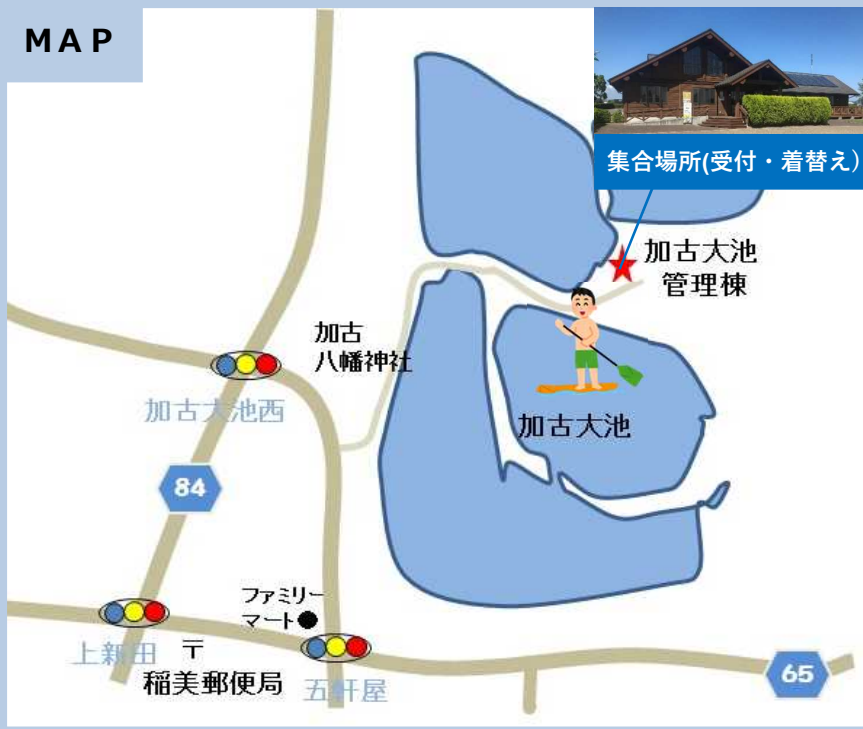 MAP
集合場所(受付・着替え)
加古大池
管理棟
加古
八幡神社
加古大池西
加古大池
84
ファミリー
マート
上新田
〒
稲美郵便局
五軒屋
65